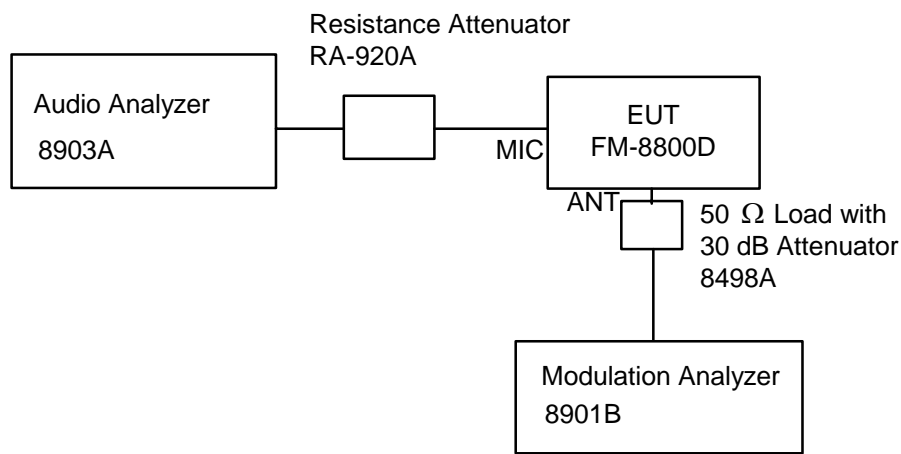 Resistance Attenuator
RA-920A
Audio Analyzer
8903A
MIC
EUT
FM-8800D
ANT
50 Ω Load with
30 dB Attenuator
8498A
Modulation Analyzer
8901B